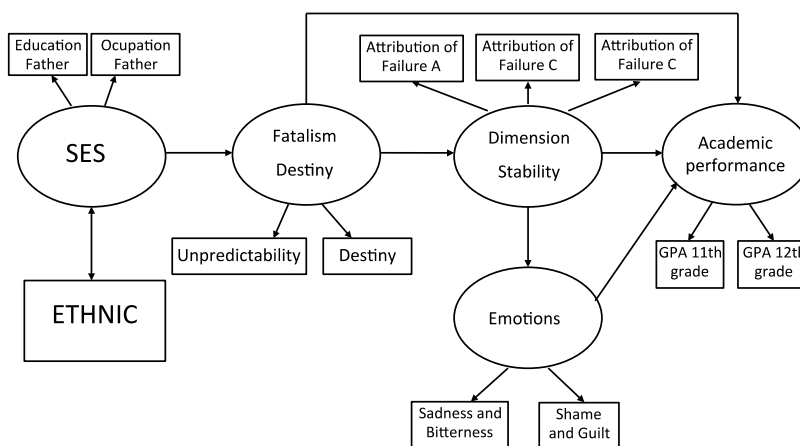 Education
Father
Ocupation
Father
Attribution of
Failure A
Attribution of
Failure C
Attribution of
Failure C
SES
Fatalism
Destiny
Dimension
Stability
Academic
performance
Unpredictability
Destiny
GPA 11th
grade
GPA 12th
grade
ETHNIC
Emotions
Sadness and
Bitterness
Shame
and Guilt